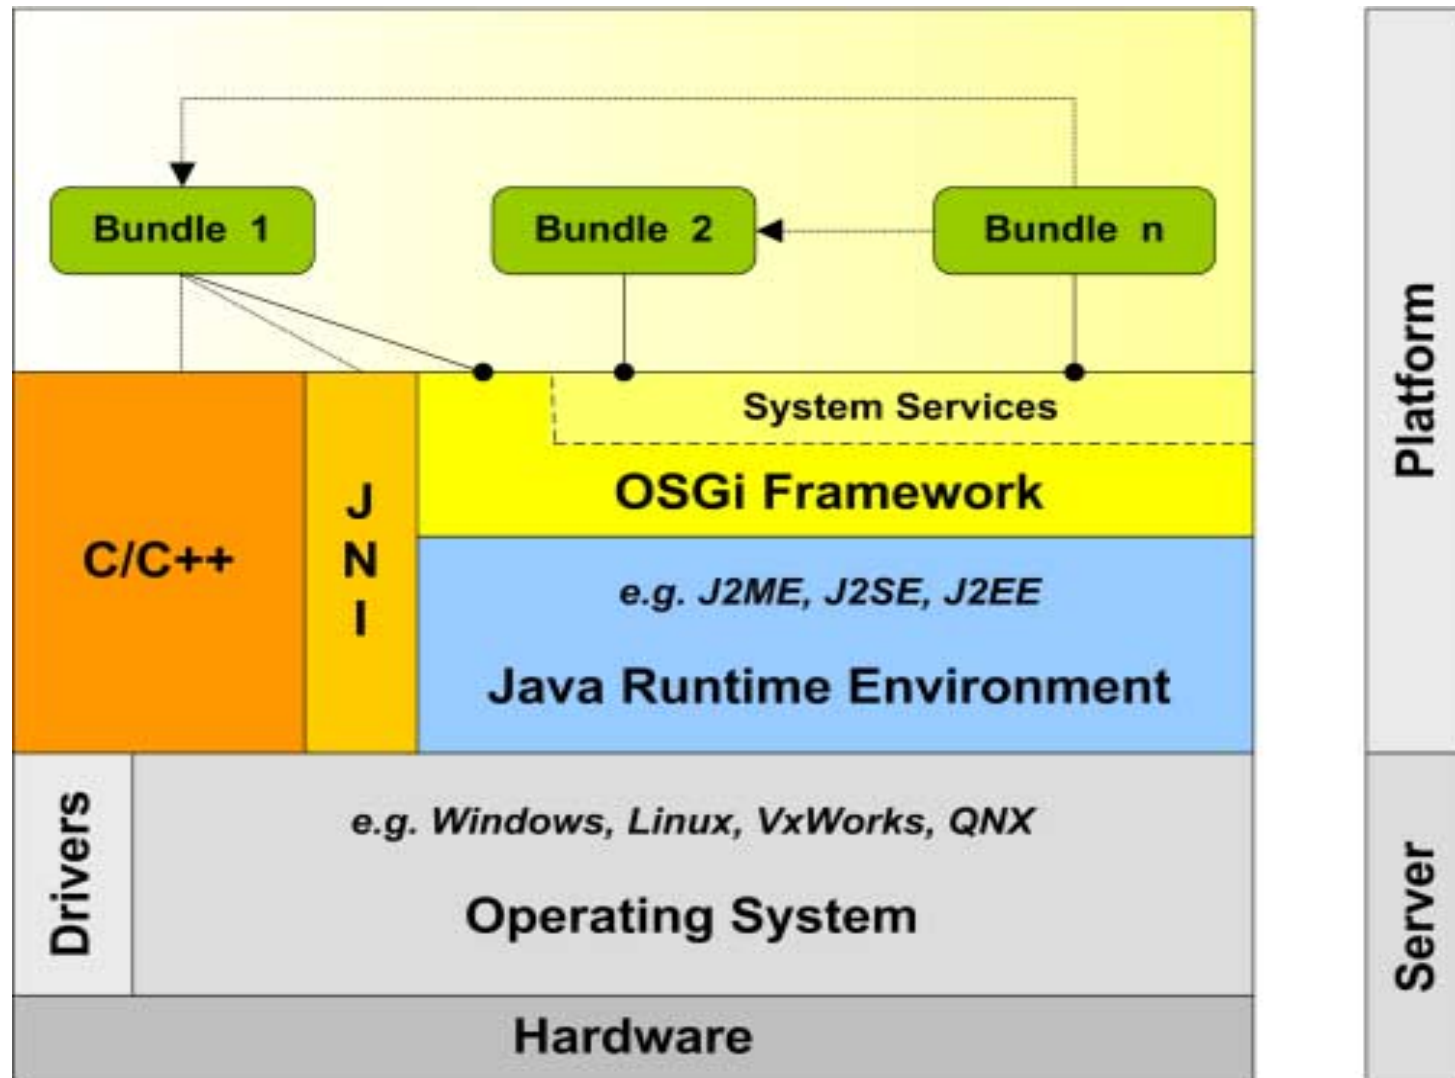 Bundle 1
Bundle 2
Bundle n
System Services
OSGi Framework
C/C++
J
N
I
e.g. J2ME, J2SE, J2EE
Java Runtime Environment
Drivers
e.g. Windows, Linux, VxWorks, QNX
Operating System
Hardware
Platform
Server